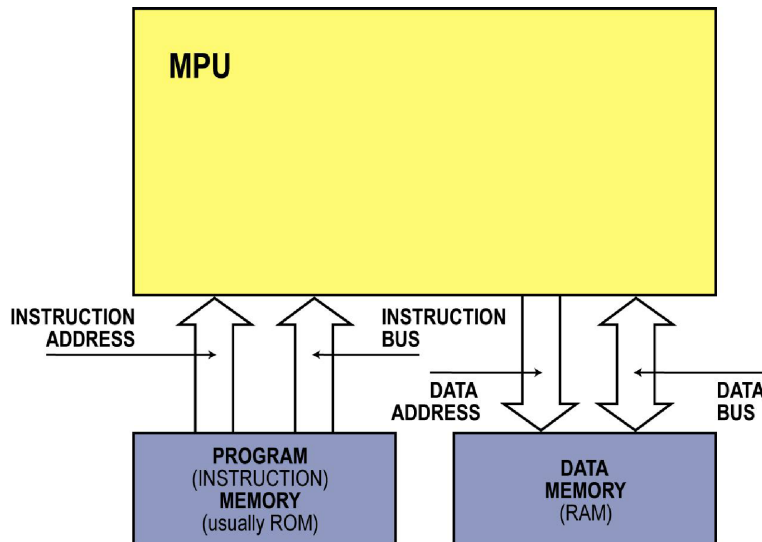 MPU
INSTRUCTION
ADDRESS
INSTRUCTION
BUS
DATA
ADDRESS
DATA
BUS
PROGRAM
(INSTRUCTION)
MEMORY
(usually ROM)
DATA
MEMORY
(RAM)